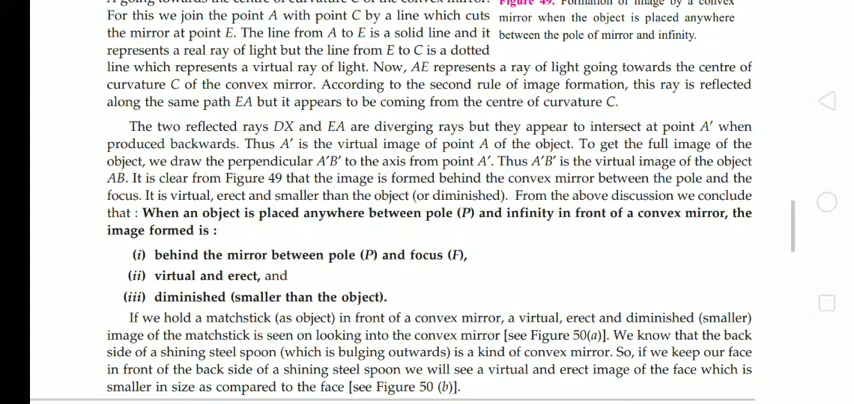 A going towards the centre of curvature C of the convex mirror.
Figure 49. Formation of image by a convex
For this we join the point A with point C by a line which cuts
mirror when the object is placed anywhere
the mirror at point E. The line from A to E is a solid line and it
between the pole of mirror and infinity.
represents a real ray of light but the line from E to C is a dotted
line which represents a virtual ray of light. Now, AE represents a ray of light going towards the centre of
curvature C of the convex mirror. According to the second rule of image formation, this ray is reflected
along the same path EA but it appears to be coming from the centre of curvature C.
The two reflected rays DX and EA are diverging rays but they appear to intersect at point A′ when
produced backwards. Thus A′ is the virtual image of point A of the object. To get the full image of the
object, we draw the perpendicular A′B′ to the axis from point A′. Thus A′B′ is the virtual image of the object
AB. It is clear from Figure 49 that the image is formed behind the convex mirror between the pole and the
focus. It is virtual, erect and smaller than the object (or diminished). From the above discussion we conclude
that : When an object is placed anywhere between pole (P) and infinity in front of a convex mirror, the
image formed is :
(i) behind the mirror between pole (P) and focus (F),
(ii) virtual and erect, and
(iii) diminished (smaller than the object).
If we hold a matchstick (as object) in front of a convex mirror, a virtual, erect and diminished (smaller)
image of the matchstick is seen on looking into the convex mirror [see Figure 50(a)]. We know that the back
side of a shining steel spoon (which is bulging outwards) is a kind of convex mirror. So, if we keep our face
in front of the back side of a shining steel spoon we will see a virtual and erect image of the face which is
smaller in size as compared to the face [see Figure 50 (b)].